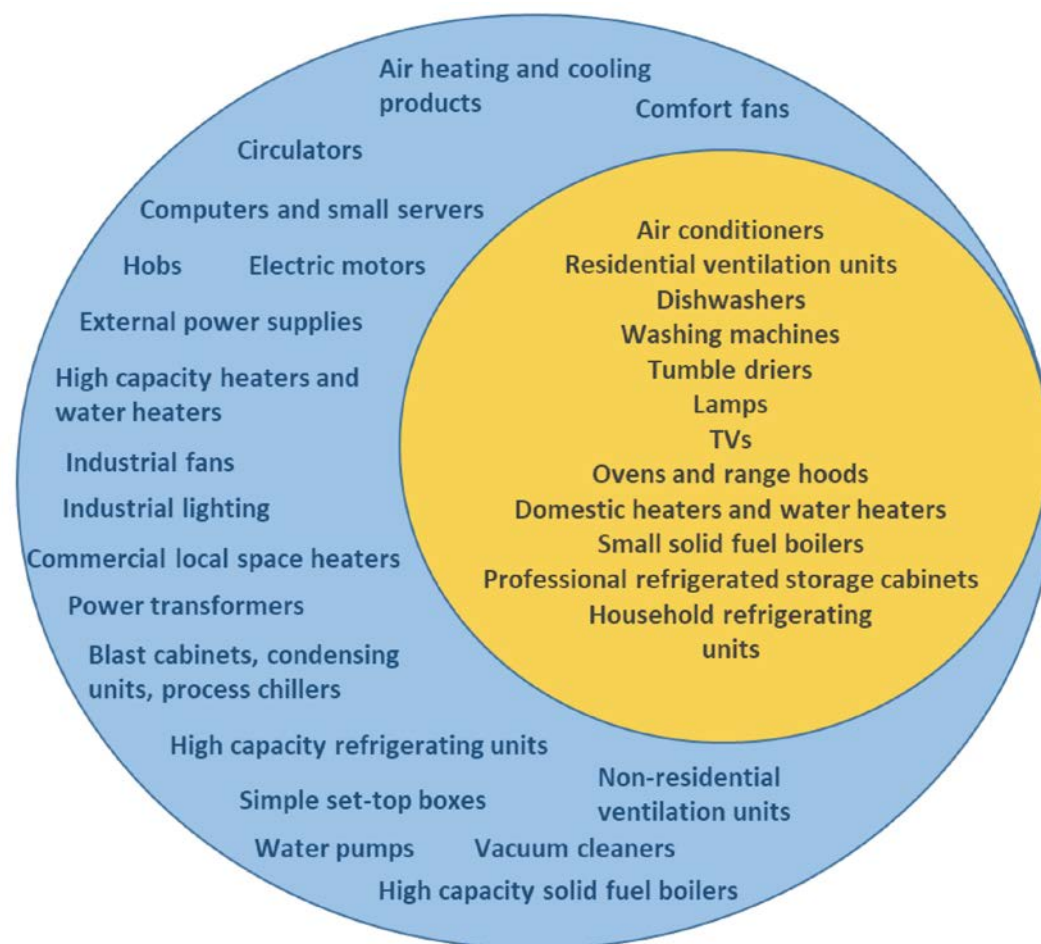 Air heating and cooling
products
Comfort fans
Circulators
Computers and small servers
Hobs
Electric motors
External power supplies
High capacity heaters and
water heaters
Industrial fans
Industrial lighting
Commercial local space heaters
Power transformers
Blast cabinets, condensing
units, process chillers
High capacity refrigerating units
Simple set-top boxes
Non-residential
ventilation units
Water pumps
Vacuum cleaners
High capacity solid fuel boilers
Air conditioners
Residential ventilation units
Dishwashers
Washing machines
Tumble driers
Lamps
TVs
Ovens and range hoods
Domestic heaters and water heaters
Small solid fuel boilers
Professional refrigerated storage cabinets
Household refrigerating
units